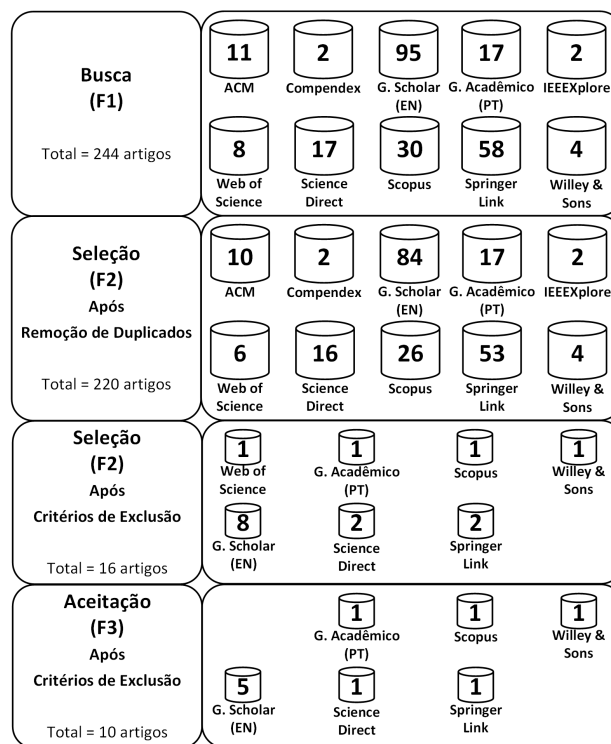 Busca
(F1)
Total = 244 artigos
11 2 95 17 2
ACM Compendex G. Scholar (EN) G. Acadêmico (PT) IEEEXplore
8 17 30 58 4
Web of Science Science Direct Scopus Springer Link Willey & Sons
Seleção
(F2)
Após
Remoção de Duplicados
Total = 220 artigos
10 2 84 17 2
ACM Compendex G. Scholar (EN) G. Acadêmico (PT) IEEEXplore
6 16 26 53 4
Web of Science Science Direct Scopus Springer Link Willey & Sons
Seleção
(F2)
Após
Critérios de Exclusão
Total = 16 artigos
1 1 1 1
Web of Science G. Acadêmico (PT) Scopus Willey & Sons
8 2 2
G. Scholar (EN) Science Direct Springer Link
Aceitação
(F3)
Após
Critérios de Exclusão
Total = 10 artigos
1 1 1
G. Acadêmico (PT) Scopus Willey & Sons
5 1 1
G. Scholar (EN) Science Direct Springer Link